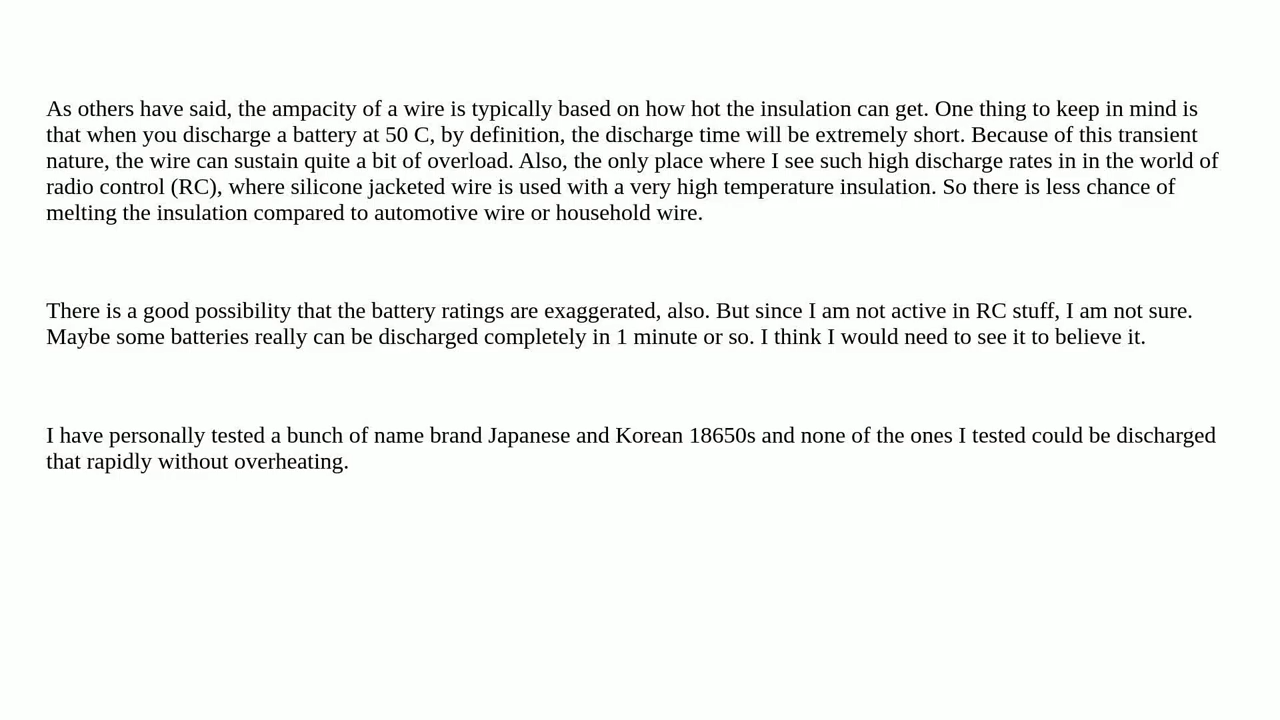 As others have said, the ampacity of a wire is typically based on how hot the insulation can get. One thing to keep in mind is
that when you discharge a battery at 50 C, by definition, the discharge time will be extremely short. Because of this transient
nature, the wire can sustain quite a bit of overload. Also, the only place where I see such high discharge rates in in the world of
radio control (RC), where silicone jacketed wire is used with a very high temperature insulation. So there is less chance of
melting the insulation compared to automotive wire or household wire.
There is a good possibility that the battery ratings are exaggerated, also. But since I am not active in RC stuff, I am not sure.
Maybe some batteries really can be discharged completely in 1 minute or so. I think I would need to see it to believe it.
I have personally tested a bunch of name brand Japanese and Korean 18650s and none of the ones I tested could be discharged
that rapidly without overheating.